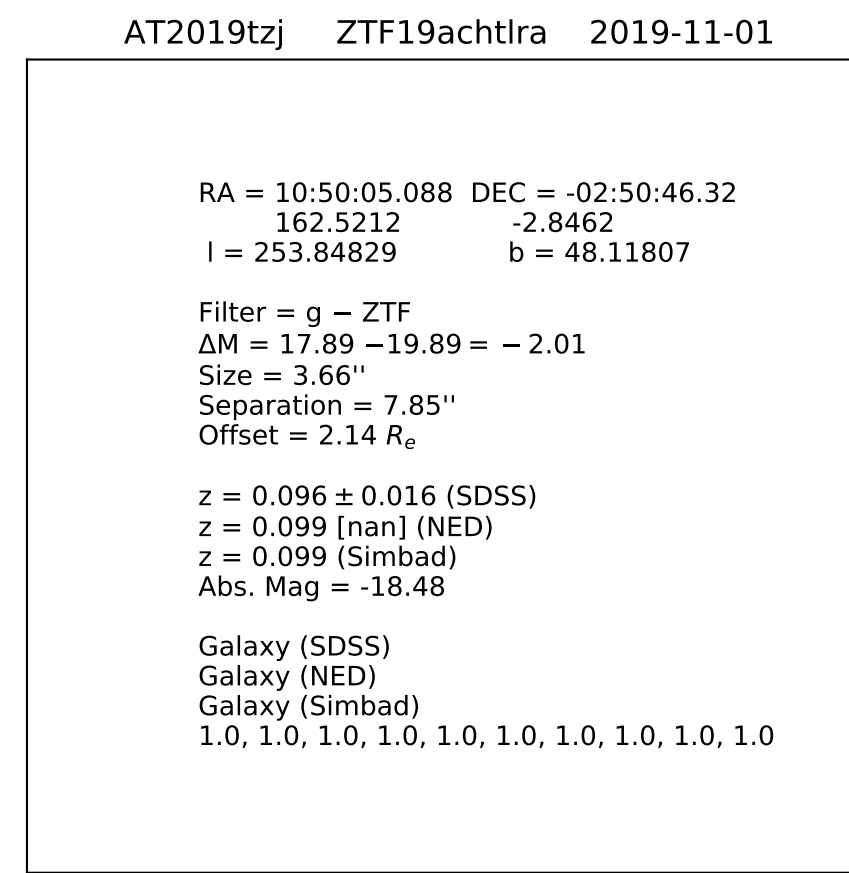 AT2019tzj ZTF19achtlra 2019-11-01
RA = 10:50:05.088 DEC = -02:50:46.32
162.5212 -2.8462
l = 253.84829 b = 48.11807
Filter = g − ZTF
ΔM = 17.89 −19.89 = − 2.01
Size = 3.66''
Separation = 7.85''
Offset = 2.14 Rₑ
z = 0.096 ± 0.016 (SDSS)
z = 0.099 [nan] (NED)
z = 0.099 (Simbad)
Abs. Mag = -18.48
Galaxy (SDSS)
Galaxy (NED)
Galaxy (Simbad)
1.0, 1.0, 1.0, 1.0, 1.0, 1.0, 1.0, 1.0, 1.0, 1.0